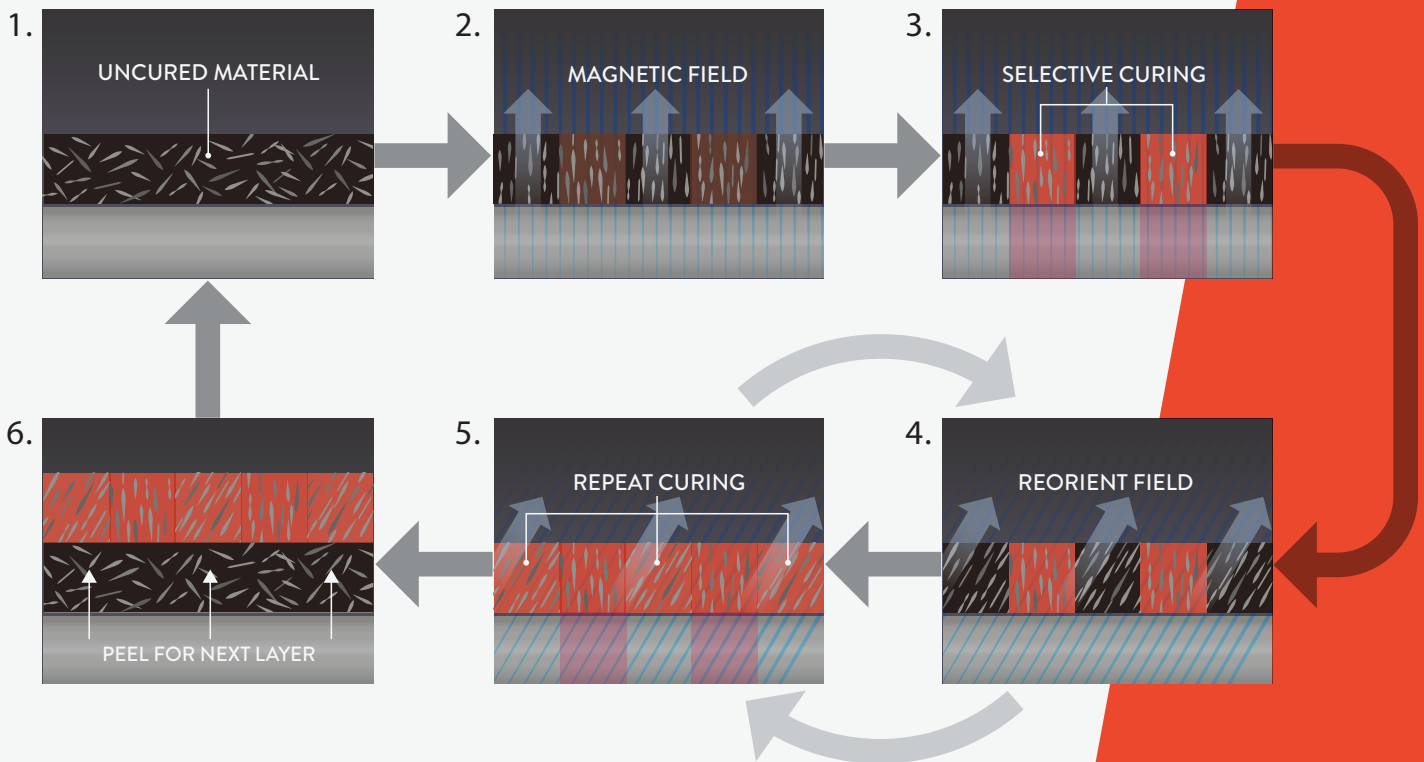 1.
UNCURED MATERIAL
2.
MAGNETIC FIELD
3.
SELECTIVE CURING
6.
PEEL FOR NEXT LAYER
5.
REPEAT CURING
4.
REORIENT FIELD